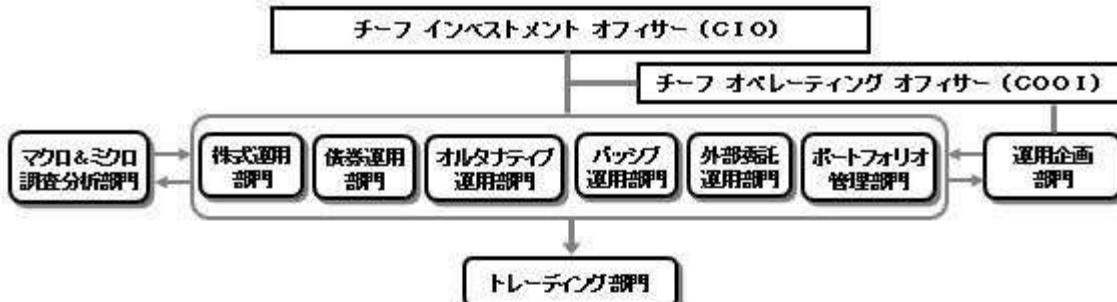 チーフ インベストメント オフィサー (CIO)
チーフ オペレーティング オフィサー (COOI)
マクロ＆ミクロ
調査分析部門
株式運用
部門
債券運用
部門
オルタナティブ
運用部門
パッシブ
運用部門
外部委託
運用部門
ポートフォリオ
管理部門
運用企画
部門
トレーディング部門